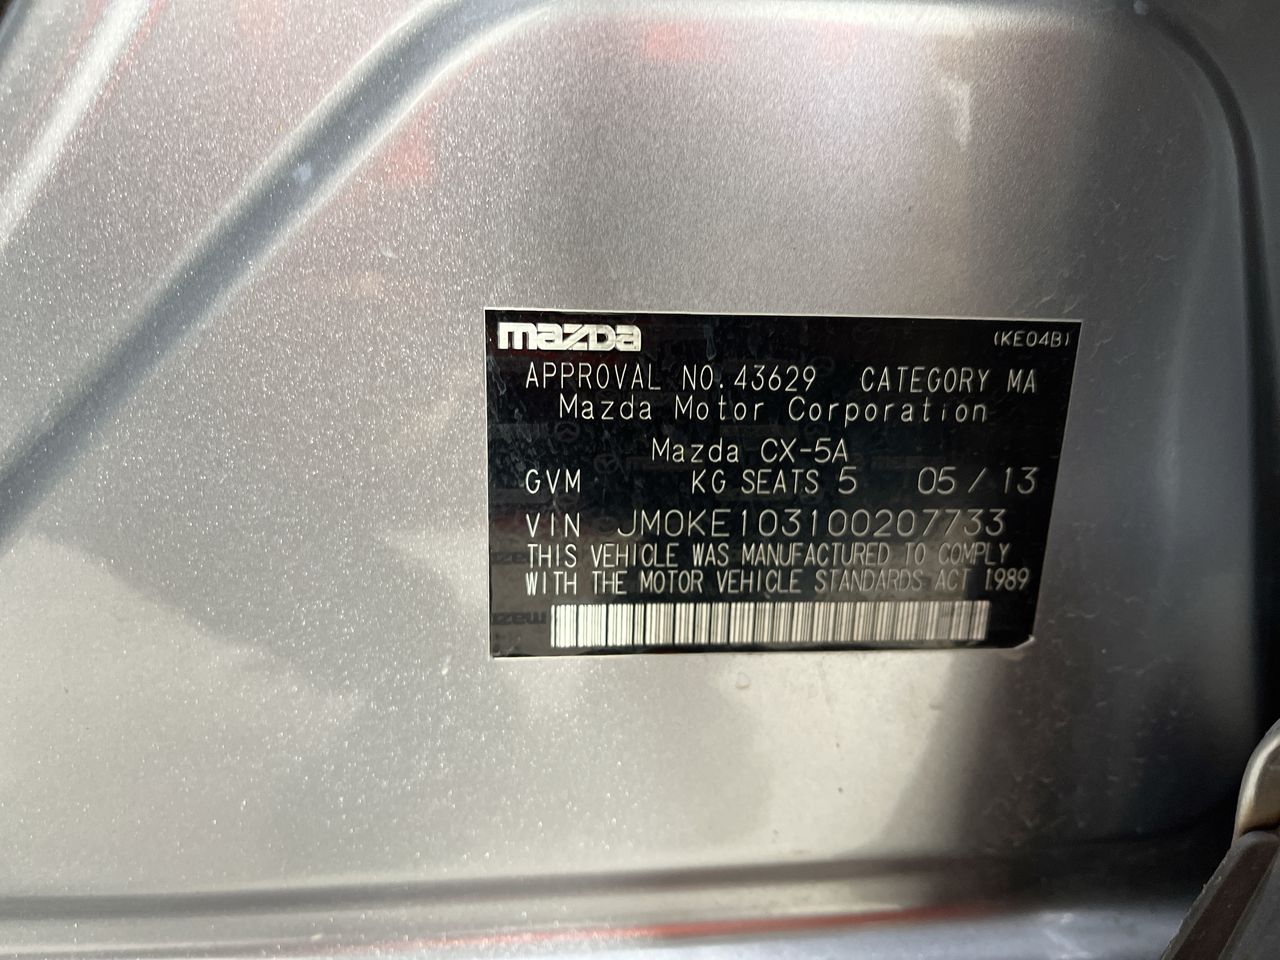 mazda (KE04B)
APPROVAL NO. 43629 CATEGORY MA
Mazda Motor Corporation
Mazda CX-5A
GVM KG SEATS 5 05 / 13
VIN JM0KE103100207733
THIS VEHICLE WAS MANUFACTURED TO COMPLY
WITH THE MOTOR VEHICLE STANDARDS ACT 1989